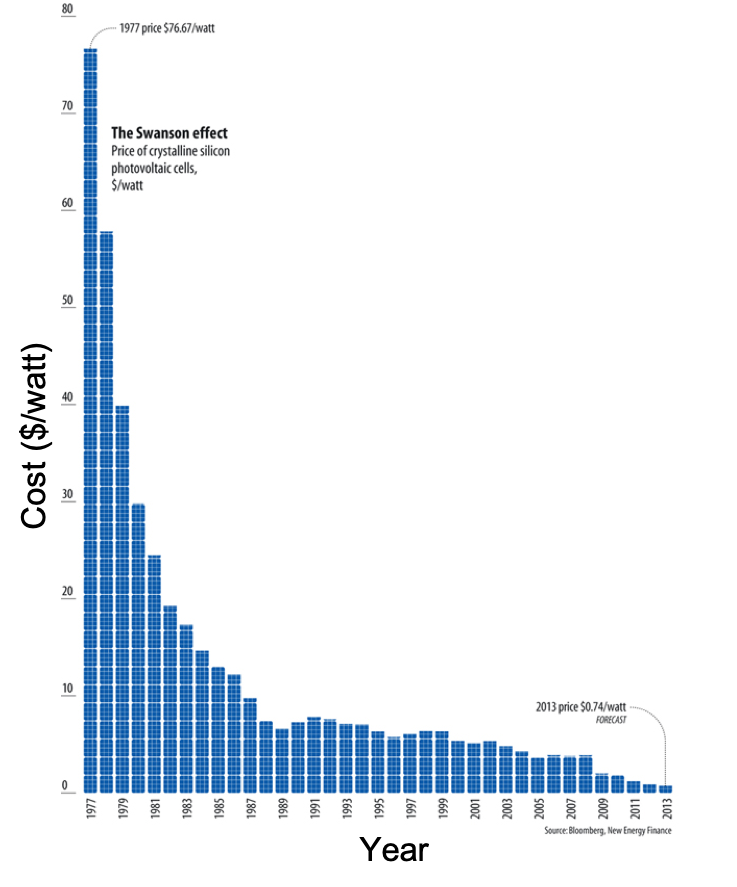 80
1977 price $76.67/watt
70
The Swanson effect
Price of crystalline silicon
photovoltaic cells,
$/watt
60
50
40
30
20
10
0
Cost ($/watt)
2013 price $0.74/watt
FORECAST
1977 1979 1981 1983 1985 1987 1989 1991 1993 1995 1997 1999 2001 2003 2005 2007 2009 2011 2013
Source: Bloomberg, New Energy Finance
Year